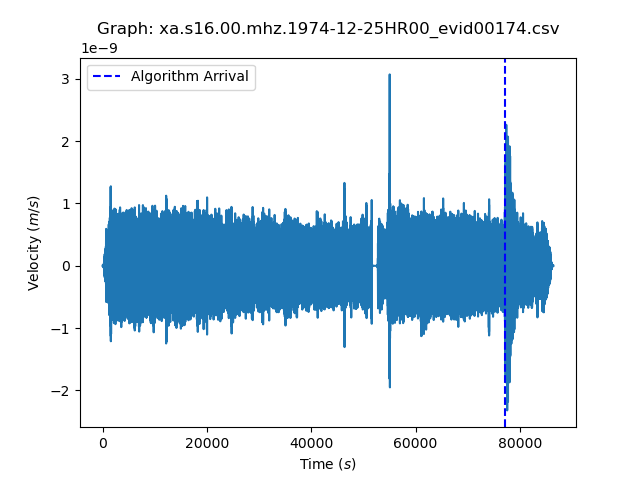 Graph: xa.s16.00.mhz.1974-12-25HR00_evid00174.csv
1e−9
Algorithm Arrival
3
2
1
0
−1
−2
Velocity (m/s)
0 20000 40000 60000 80000
Time (s)